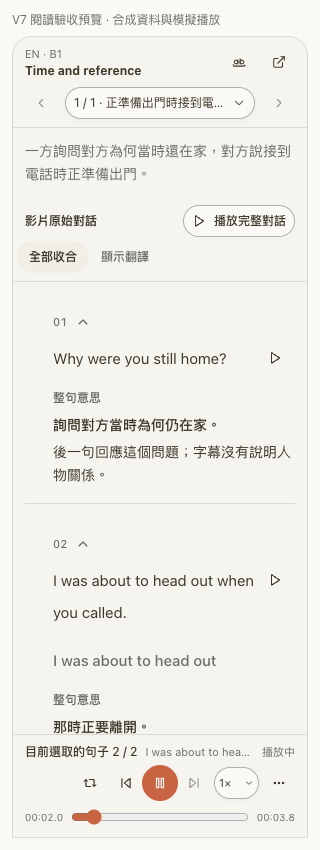 V7 閱讀驗收預覽 · 合成資料與模擬播放
EN · B1
Time and reference
ab
1 / 1 · 正準備出門時接到電...
一方詢問對方為何當時還在家，對方說接到
電話時正準備出門。
影片原始對話
播放完整對話
全部收合
顯示翻譯
01
Why were you still home?
整句意思
詢問對方當時為何仍在家。
後一句回應這個問題；字幕沒有說明人
物關係。
02
I was about to head out when
you called.
I was about to head out
整句意思
那時正要離開。
目前選取的句子 2 / 2 I was about to hea... 播放中
1×
00:02.0
00:03.8